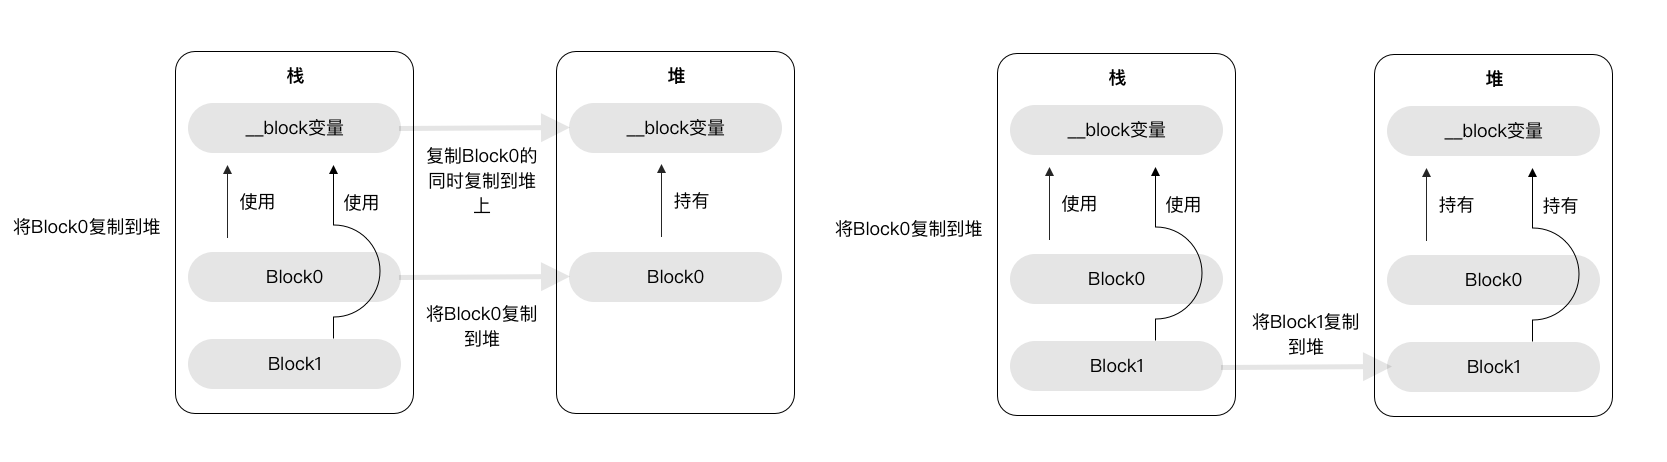 栈
__block变量
使用
使用
将Block0复制到堆
Block0
Block1
复制Block0的
同时复制到堆
上
将Block0复制
到堆
堆
__block变量
持有
Block0
栈
__block变量
使用
使用
将Block0复制到堆
Block0
Block1
将Block1复制
到堆
堆
__block变量
持有
持有
Block0
Block1